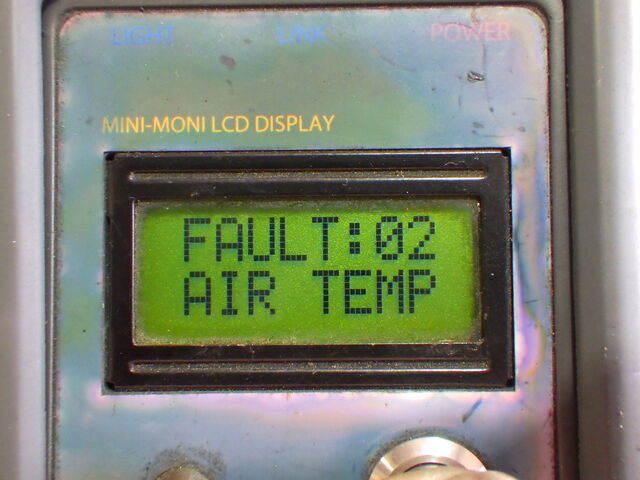 LIGHT LINK POWER
MINI-MONI LCD DISPLAY
FAULT:02
AIR TEMP